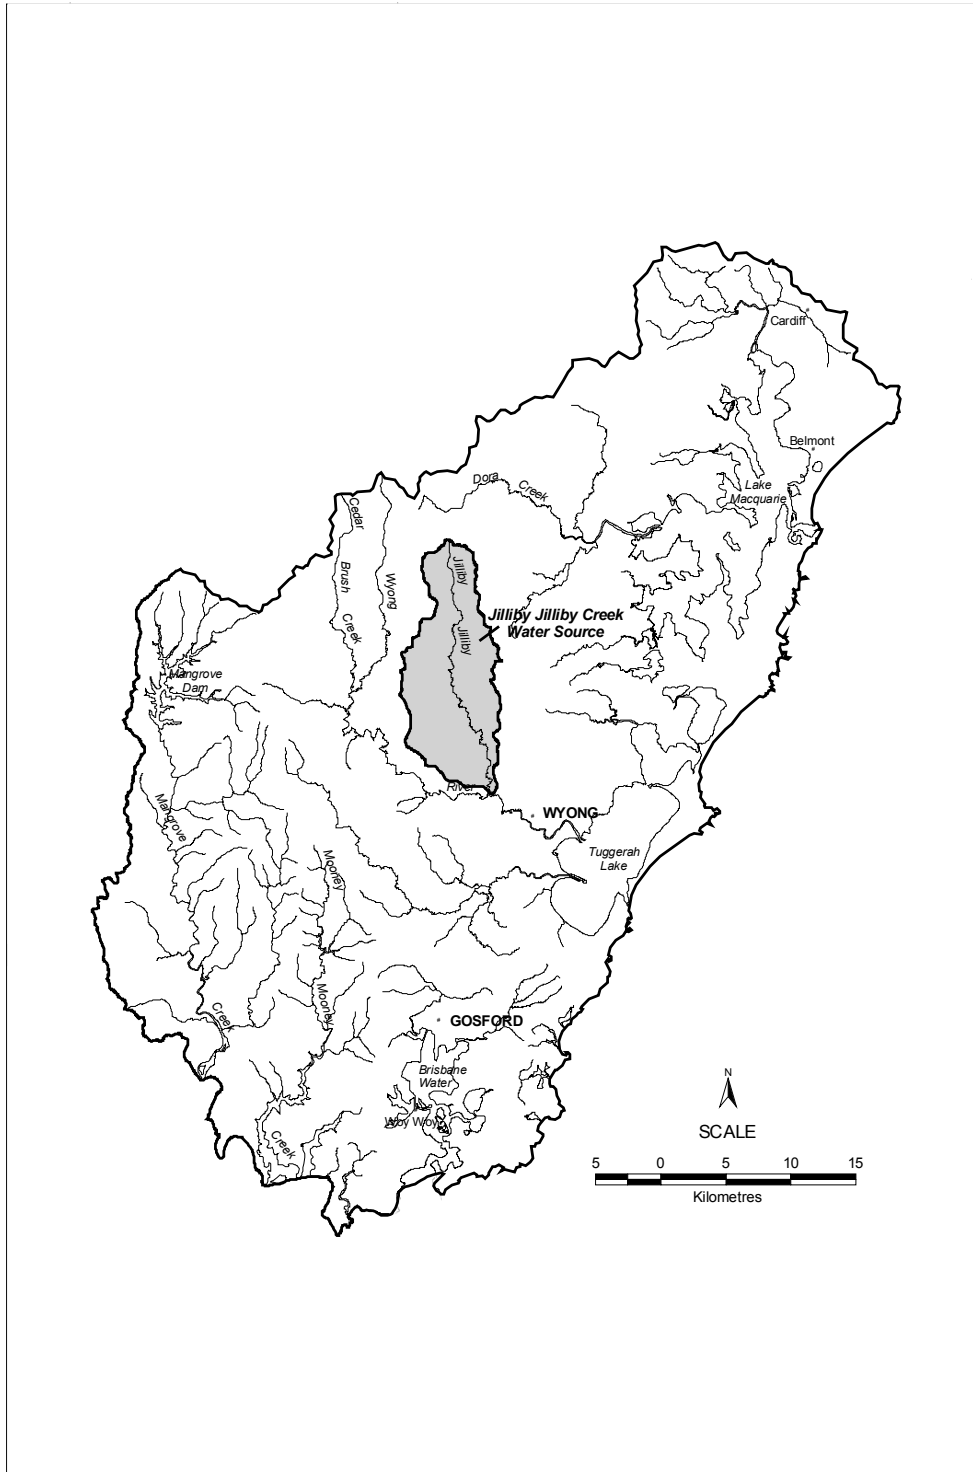 Cardiff
Belmont
Lake
Macquarie
Dora
Creek
Cedar
Brush
Creek
Wyong
Jilliby
Jilliby
Jilliby Jilliby Creek
Water Source
Mangrove
Dam
River
WYONG
Mangrove
Tuggerah
Lake
Mooney
Mooney
Creek
GOSFORD
Brisbane
Water
Woy Woy
Creek
N
SCALE
5 0 5 10 15
Kilometres